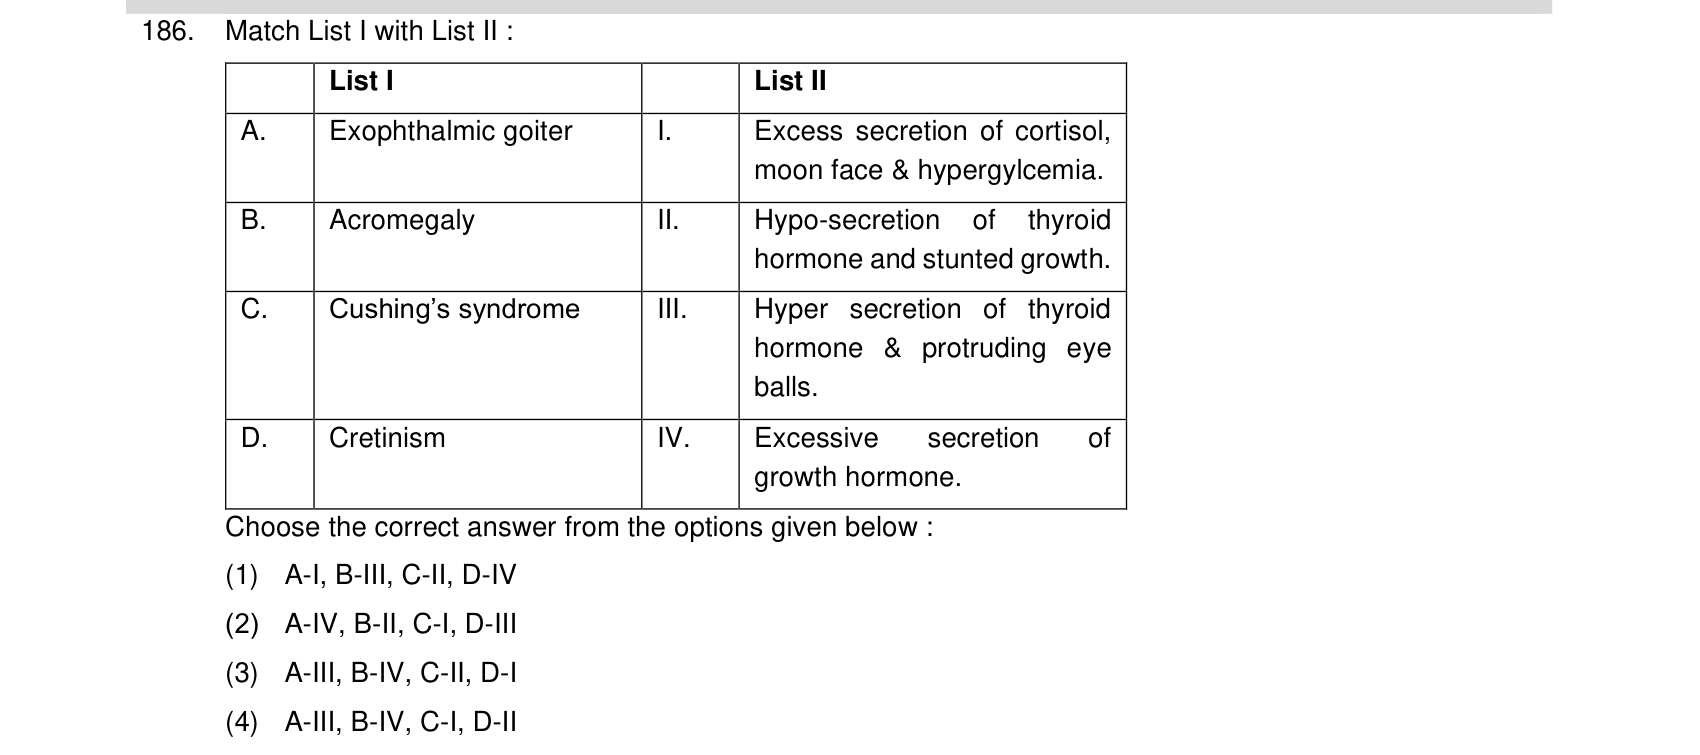 186. Match List I with List II :
List I List II
A. Exophthalmic goiter I. Excess secretion of cortisol,
moon face & hypergylcemia.
B. Acromegaly II. Hypo-secretion of thyroid
hormone and stunted growth.
C. Cushing’s syndrome III. Hyper secretion of thyroid
hormone & protruding eye
balls.
D. Cretinism IV. Excessive secretion of
growth hormone.
Choose the correct answer from the options given below :
(1) A-I, B-III, C-II, D-IV
(2) A-IV, B-II, C-I, D-III
(3) A-III, B-IV, C-II, D-I
(4) A-III, B-IV, C-I, D-II